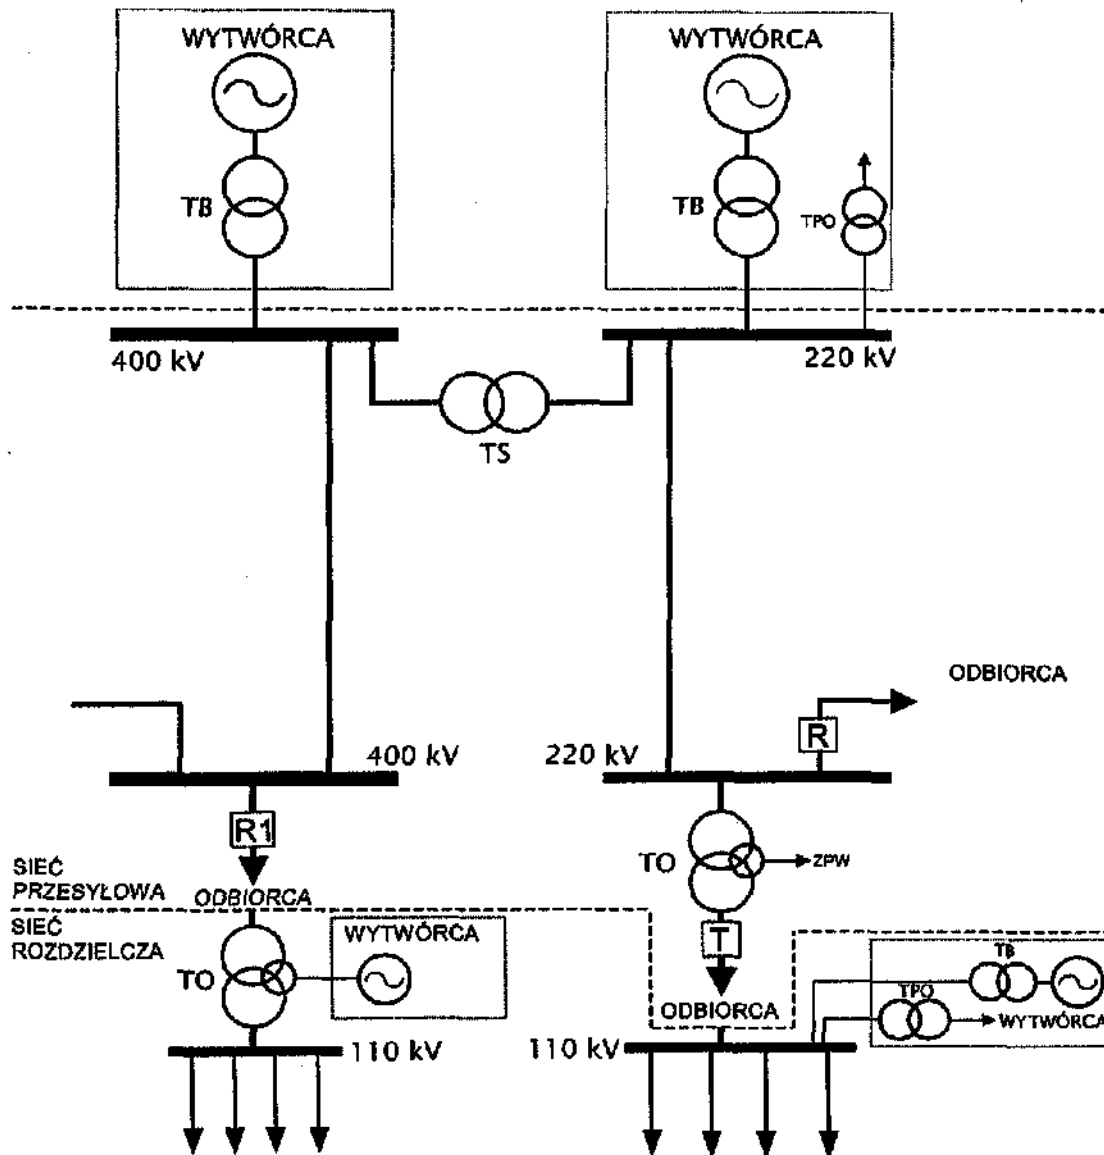 WYTWÓRCA
WYTWÓRCA
TB
TB
TPO
400 kV
220 kV
TS
ODBIORCA
R
400 kV
220 kV
R1
TO
ZPW
SIEĆ
PRZESYŁOWA
ODBIORCA
SIEĆ
ROZDZIELCZA
WYTWÓRCA
T
TO
TB
TPO
ODBIORCA
WYTWÓRCA
110 kV
110 kV